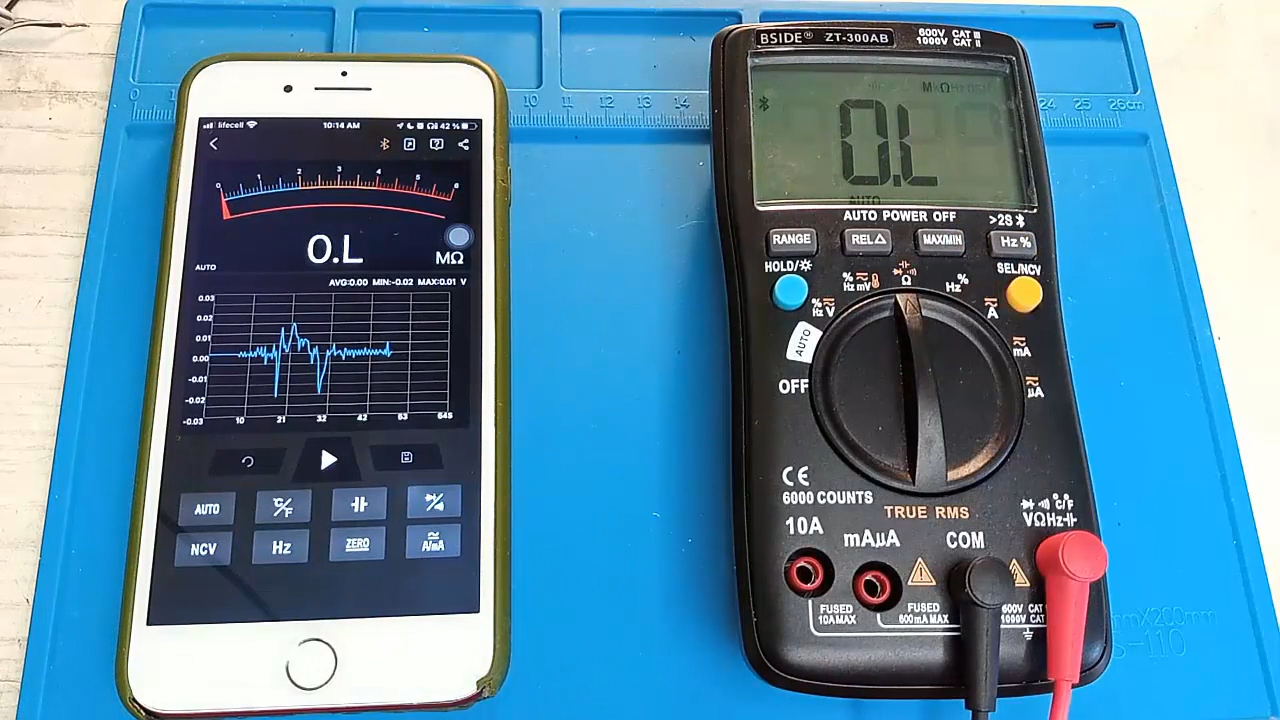 lifecell
10:14 AM
42 %
0 1 2 3 4 5 6
O.L
MΩ
AUTO
AVG:0.00 MIN:-0.02 MAX:0.01 V
0.03
0.02
0.01
0.00
-0.01
-0.02
-0.03
10 21 32 42 53 64S
AUTO
°C/°F
NCV
Hz
ZERO
A/mA
0 10 11 12 13 14 24 25 26cm
BSIDE® ZT-300AB
600V CAT III
1000V CAT II
MΩ
O.L
AUTO
AUTO POWER OFF
>2S
RANGE
REL△
MAX/MIN
Hz %
HOLD/
SEL/NCV
% Hz mV
Ω
Hz%
% Hz V
A
AUTO
mA
OFF
µA
CE
6000 COUNTS
TRUE RMS
°C/°F
VΩHz
10A
mAµA
COM
FUSED
10A MAX
FUSED
600mA MAX
600V CAT
1000V CAT